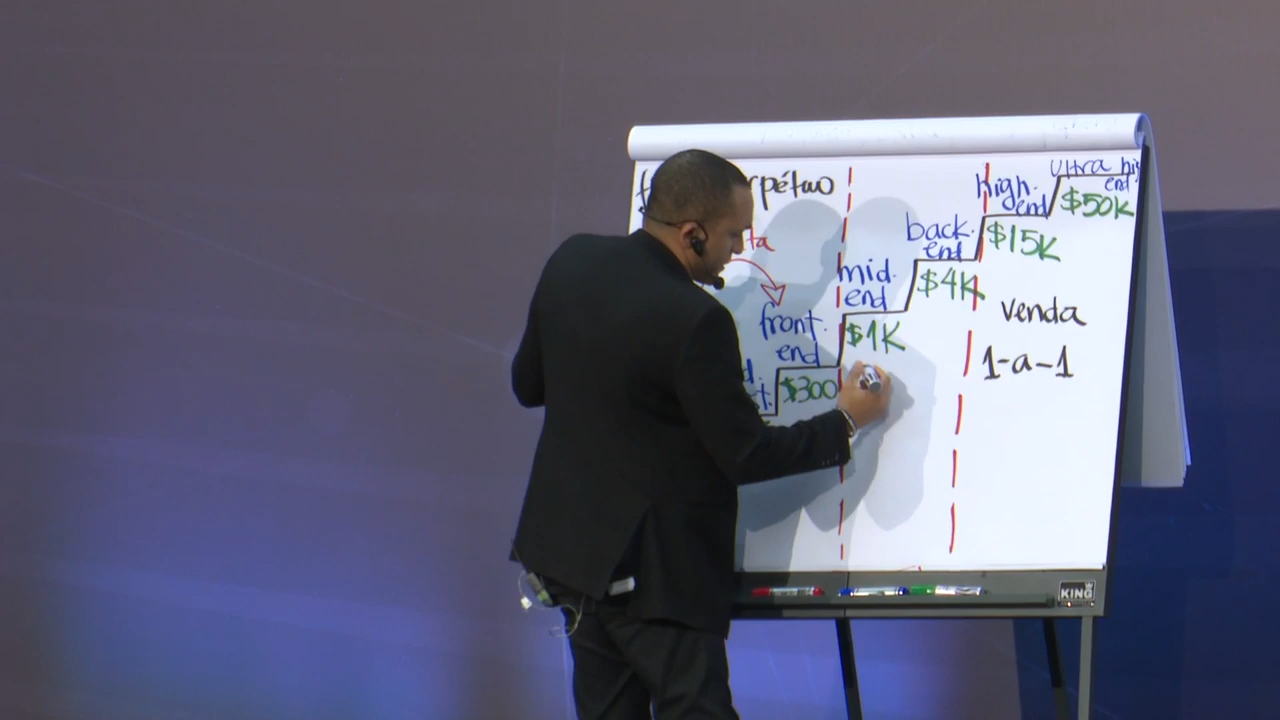 ultra high
end
$50K
high-
end
$15K
back-
end
$4K
mid-
end
$1K
front-
end
$300
venda
1-a-1
KING